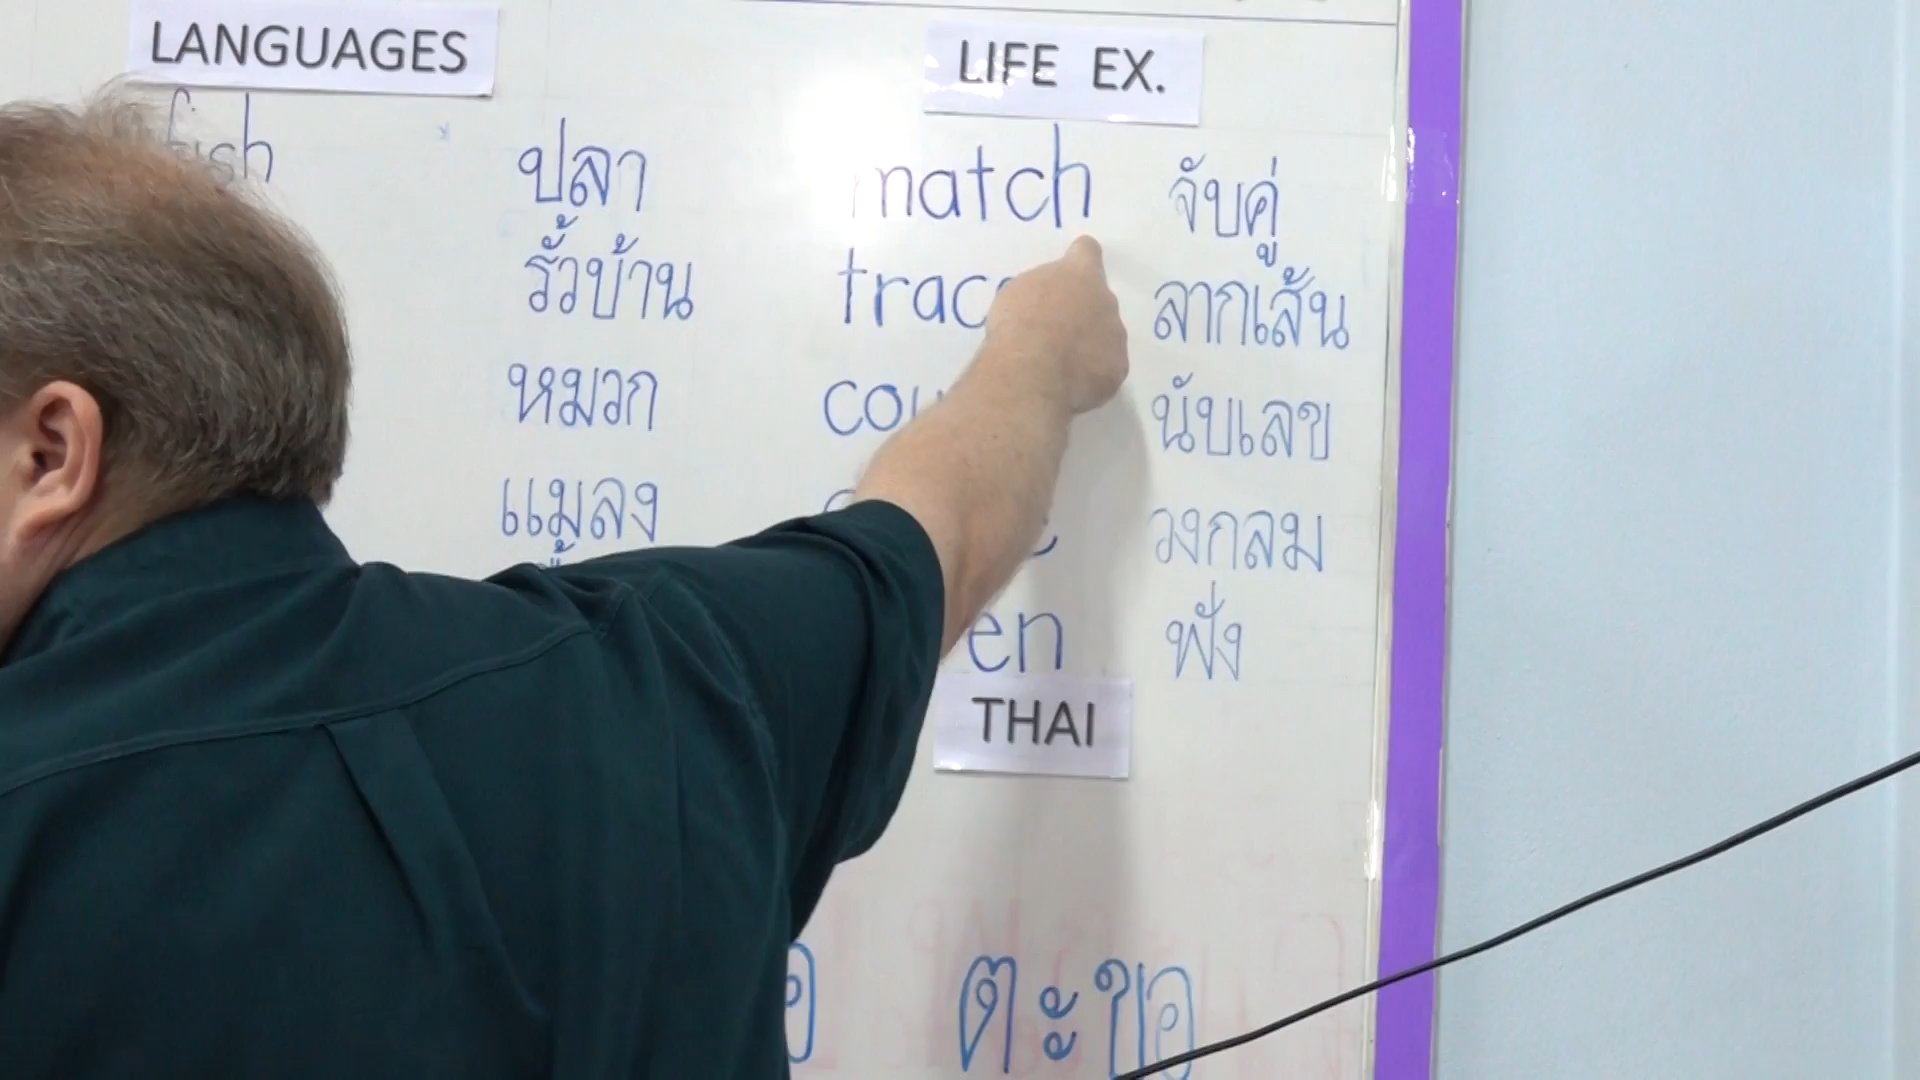 LANGUAGES
LIFE EX.
fish
ปลา
match
จับคู่
รั้วบ้าน
ลากเส้น
หมวก
นับเลข
แมลง
วงกลม
ฟัง
THAI
ตะขอ